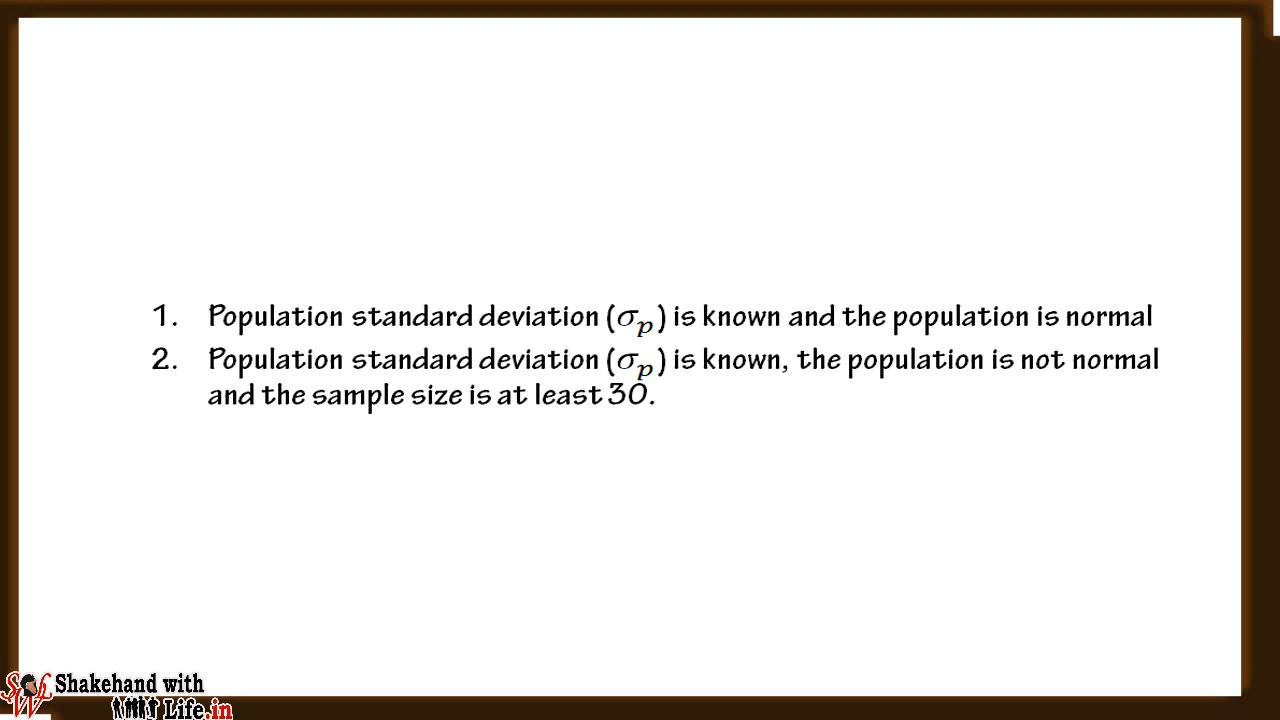 1. Population standard deviation (σp) is known and the population is normal
2. Population standard deviation (σp) is known, the population is not normal
and the sample size is at least 30.
SWL Shakehand with
Life.in